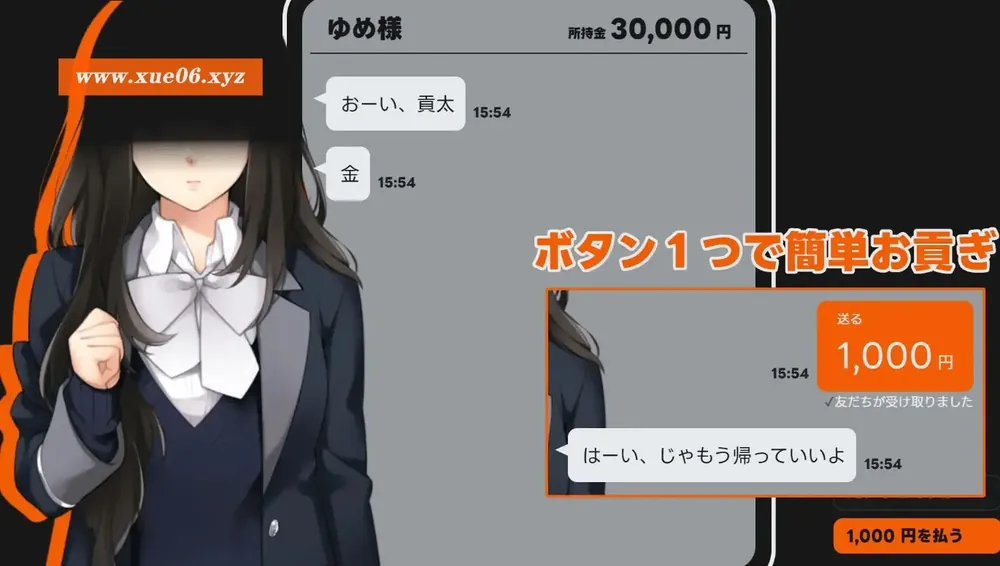 www.xue06.xyz
ゆめ様
所持金 30,000 円
おーい、貢太
15:54
金
15:54
ボタン1つで簡単お貢ぎ
送る
1,000 円
15:54
✓友だちが受け取りました
はーい、じゃもう帰っていいよ
15:54
1,000 円を払う